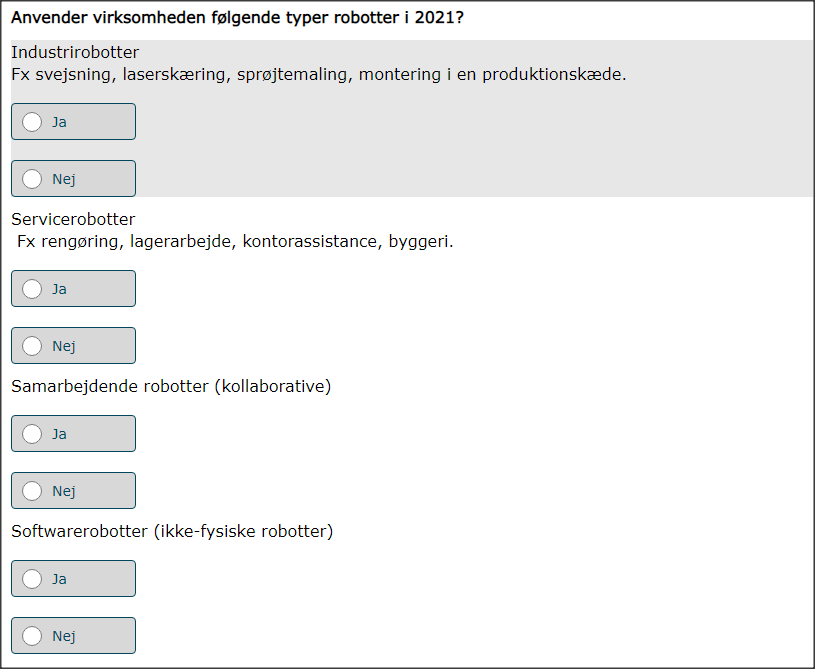 Anvender virksomheden følgende typer robotter i 2021?
Industrirobotter
Fx svejsning, laserskæring, sprøjtemaling, montering i en produktionskæde.
Ja
Nej
Servicerobotter
Fx rengøring, lagerarbejde, kontorassistance, byggeri.
Ja
Nej
Samarbejdende robotter (kollaborative)
Ja
Nej
Softwarerobotter (ikke-fysiske robotter)
Ja
Nej